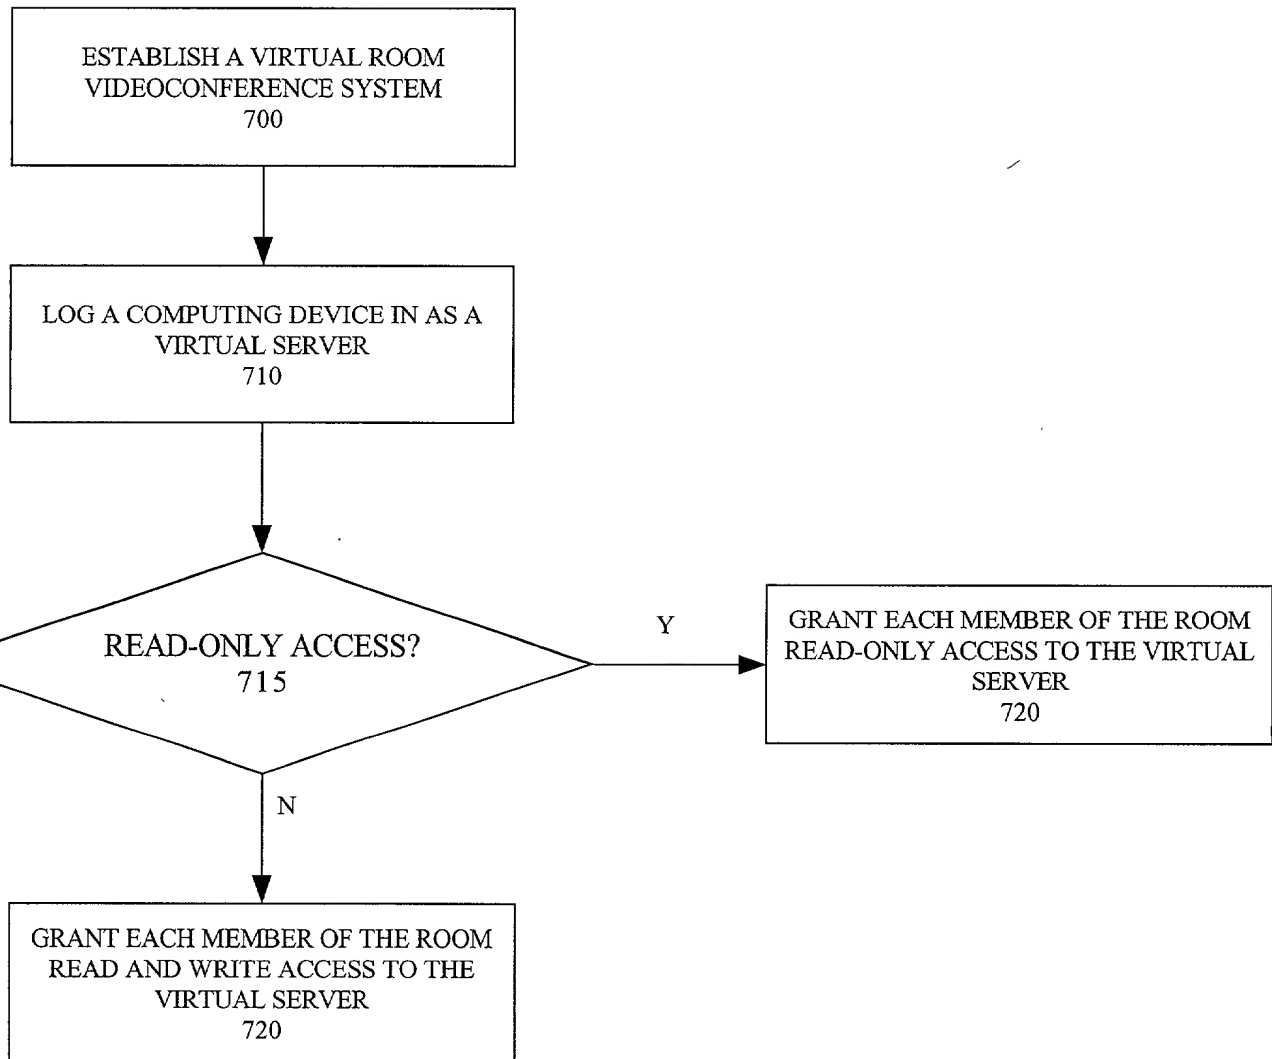 ESTABLISH A VIRTUAL ROOM
VIDEOCONFERENCE SYSTEM
700
LOG A COMPUTING DEVICE IN AS A
VIRTUAL SERVER
710
READ-ONLY ACCESS?
715
Y
GRANT EACH MEMBER OF THE ROOM
READ-ONLY ACCESS TO THE VIRTUAL
SERVER
720
N
GRANT EACH MEMBER OF THE ROOM
READ AND WRITE ACCESS TO THE
VIRTUAL SERVER
720